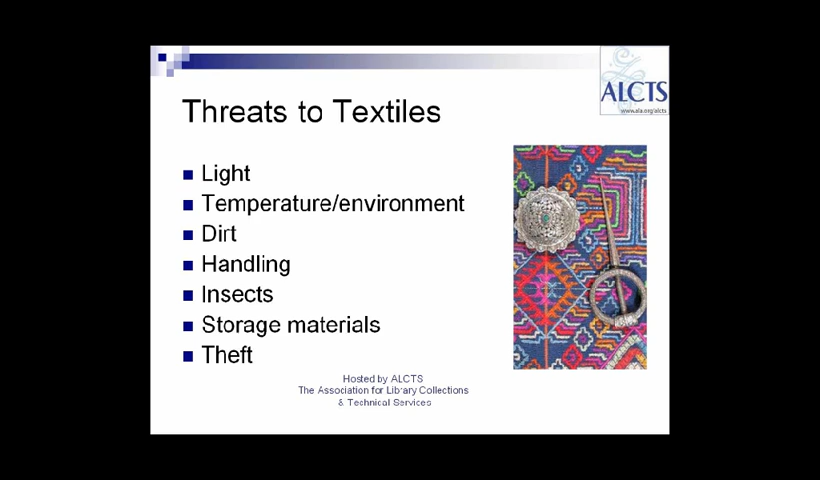 ALCTS
www.ala.org/alcts
Threats to Textiles
Light
Temperature/environment
Dirt
Handling
Insects
Storage materials
Theft
Hosted by ALCTS
The Association for Library Collections
& Technical Services